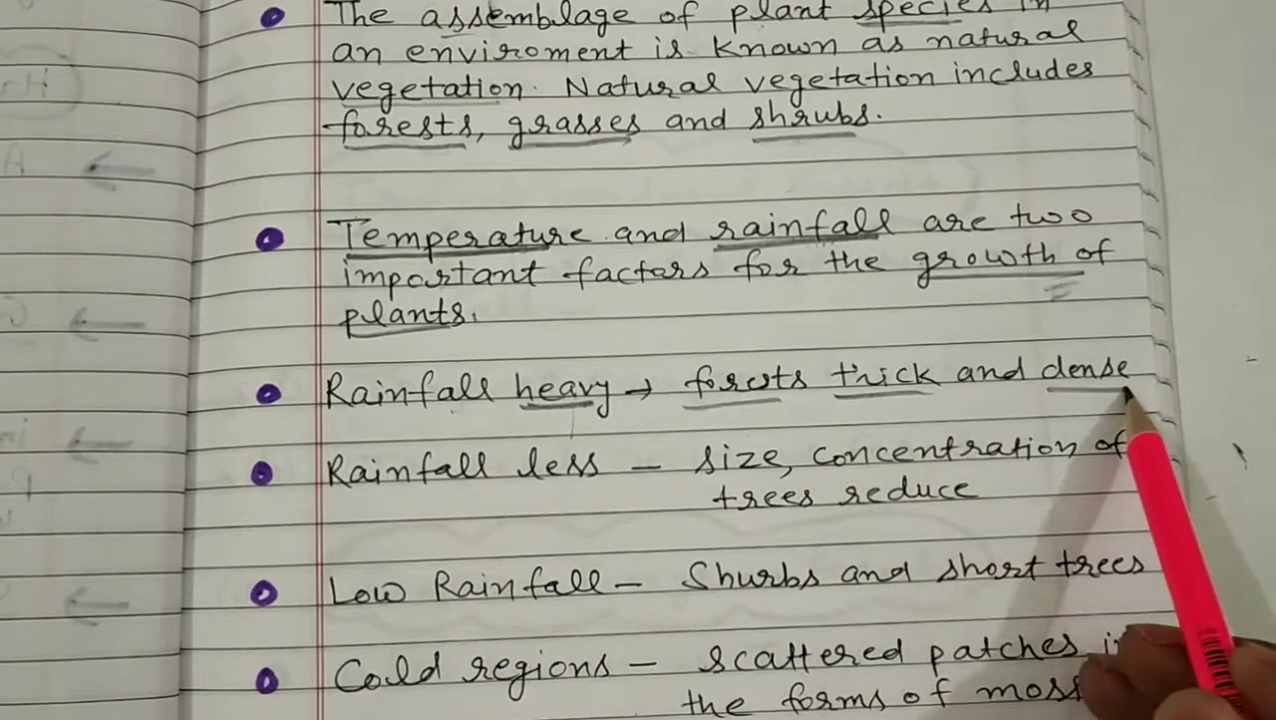 The assemblage of plant species in
an enviroment is known as natural
vegetation. Natural vegetation includes
forests, grasses and shrubs.
Temperature and rainfall are two
important factors for the growth of
plants.
Rainfall heavy → forests thick and dense
Rainfall less - size, concentration of
trees reduce
Low Rainfall - Shurbs and short trees
Cold regions - scattered patches
the forms of moss